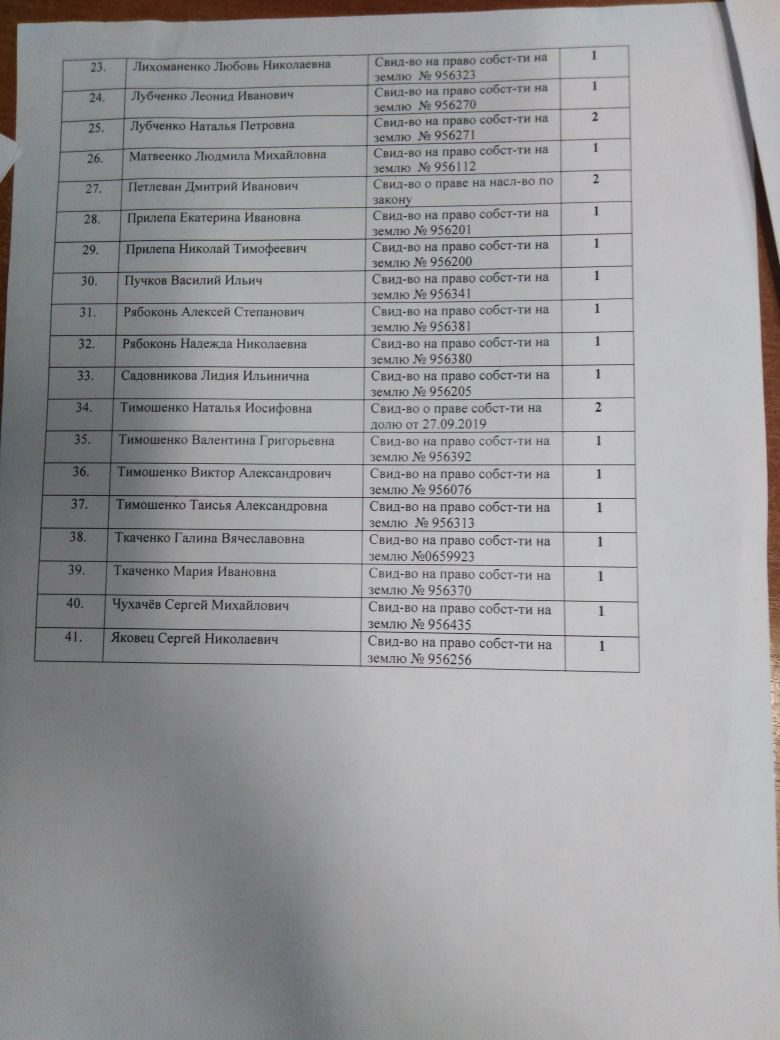 23. Лихоманенко Любовь Николаевна Свид-во на право собст-ти на 1
землю № 956323
24. Лубченко Леонид Иванович Свид-во на право собст-ти на 1
землю № 956270
25. Лубченко Наталья Петровна Свид-во на право собст-ти на 2
землю № 956271
26. Матвеенко Людмила Михайловна Свид-во на право собст-ти на 1
землю № 956112
27. Петлеван Дмитрий Иванович Свид-во о праве на насл-во по 2
закону
28. Прилепа Екатерина Ивановна Свид-во на право собст-ти на 1
землю № 956201
29. Прилепа Николай Тимофеевич Свид-во на право собст-ти на 1
землю № 956200
30. Пучков Василий Ильич Свид-во на право собст-ти на 1
землю № 956341
31. Рябоконь Алексей Степанович Свид-во на право собст-ти на 1
землю № 956381
32. Рябоконь Надежда Николаевна Свид-во на право собст-ти на 1
землю № 956380
33. Садовникова Лидия Ильинична Свид-во на право собст-ти на 1
землю № 956205
34. Тимошенко Наталья Иосифовна Свид-во о праве собст-ти на 2
долю от 27.09.2019
35. Тимошенко Валентина Григорьевна Свид-во на право собст-ти на 1
землю № 956392
36. Тимошенко Виктор Александрович Свид-во на право собст-ти на 1
землю № 956076
37. Тимошенко Таисья Александровна Свид-во на право собст-ти на 1
землю № 956313
38. Ткаченко Галина Вячеславовна Свид-во на право собст-ти на 1
землю №0659923
39. Ткаченко Мария Ивановна Свид-во на право собст-ти на 1
землю № 956370
40. Чухачёв Сергей Михайлович Свид-во на право собст-ти на 1
землю № 956435
41. Яковец Сергей Николаевич Свид-во на право собст-ти на 1
землю № 956256